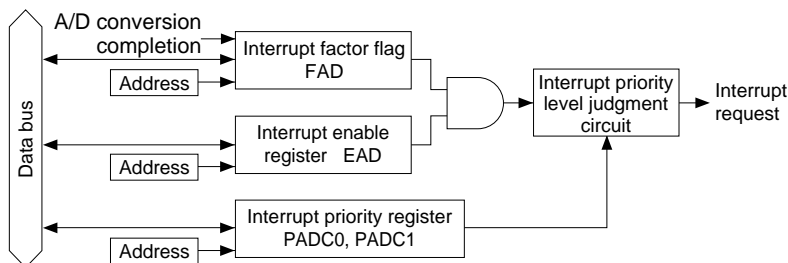 A/D conversion
completion
Interrupt factor flag
FAD
Address
Interrupt priority
level judgment
circuit
Interrupt
request
Data bus
Interrupt enable
register EAD
Address
Interrupt priority register
PADC0, PADC1
Address